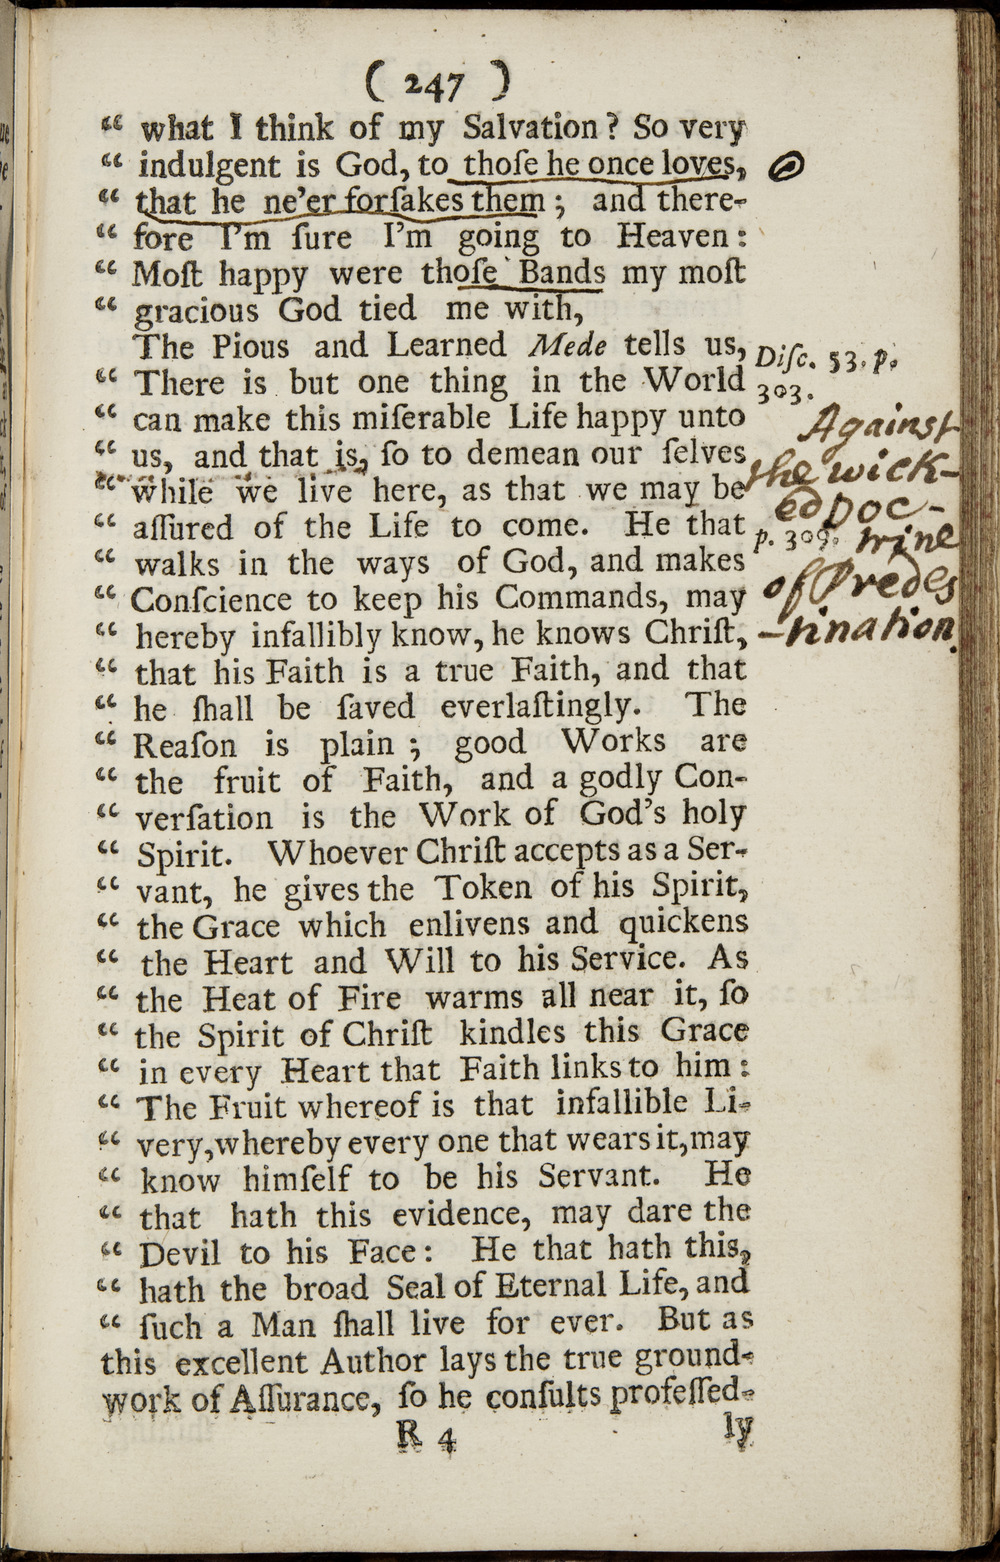 ( 247 )
“ what I think of my Salvation? So very
“ indulgent is God, to thoſe he once loves,
“ that he ne'er forſakes them; and there-
“ fore I'm ſure I'm going to Heaven:
“ Moſt happy were thoſe Bands my moſt
“ gracious God tied me with,
The Pious and Learned Mede tells us,
Diſc. 53. p.
“ There is but one thing in the World
303.
“ can make this miſerable Life happy unto
Against
“ us, and that is, ſo to demean our ſelves
the wick-
“ while we live here, as that we may be
ed Doc-
“ aſſured of the Life to come. He that
p. 309.
trine
“ walks in the ways of God, and makes
of Predes
“ Conſcience to keep his Commands, may
-tination.
“ hereby infallibly know, he knows Chriſt,
“ that his Faith is a true Faith, and that
“ he ſhall be ſaved everlaſtingly. The
“ Reaſon is plain; good Works are
“ the fruit of Faith, and a godly Con-
“ verſation is the Work of God's holy
“ Spirit. Whoever Chriſt accepts as a Ser-
“ vant, he gives the Token of his Spirit,
“ the Grace which enlivens and quickens
“ the Heart and Will to his Service. As
“ the Heat of Fire warms all near it, ſo
“ the Spirit of Chriſt kindles this Grace
“ in every Heart that Faith links to him:
“ The Fruit whereof is that infallible Li-
“ very, whereby every one that wears it, may
“ know himſelf to be his Servant. He
“ that hath this evidence, may dare the
“ Devil to his Face: He that hath this,
“ hath the broad Seal of Eternal Life, and
“ ſuch a Man ſhall live for ever. But as
this excellent Author lays the true ground-
work of Aſſurance, ſo he conſults profeſſed-
R 4
ly